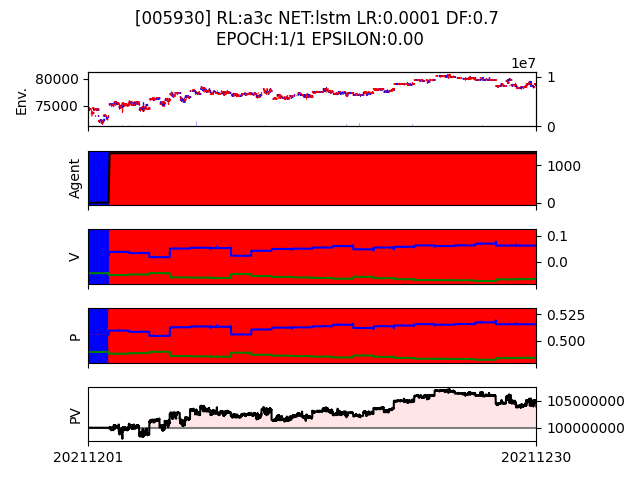 [005930] RL:a3c NET:lstm LR:0.0001 DF:0.7
EPOCH:1/1 EPSILON:0.00
1e7
Env.
80000
75000
1
0
Agent
1000
0
V
0.1
0.0
P
0.525
0.500
PV
105000000
100000000
20211201
20211230